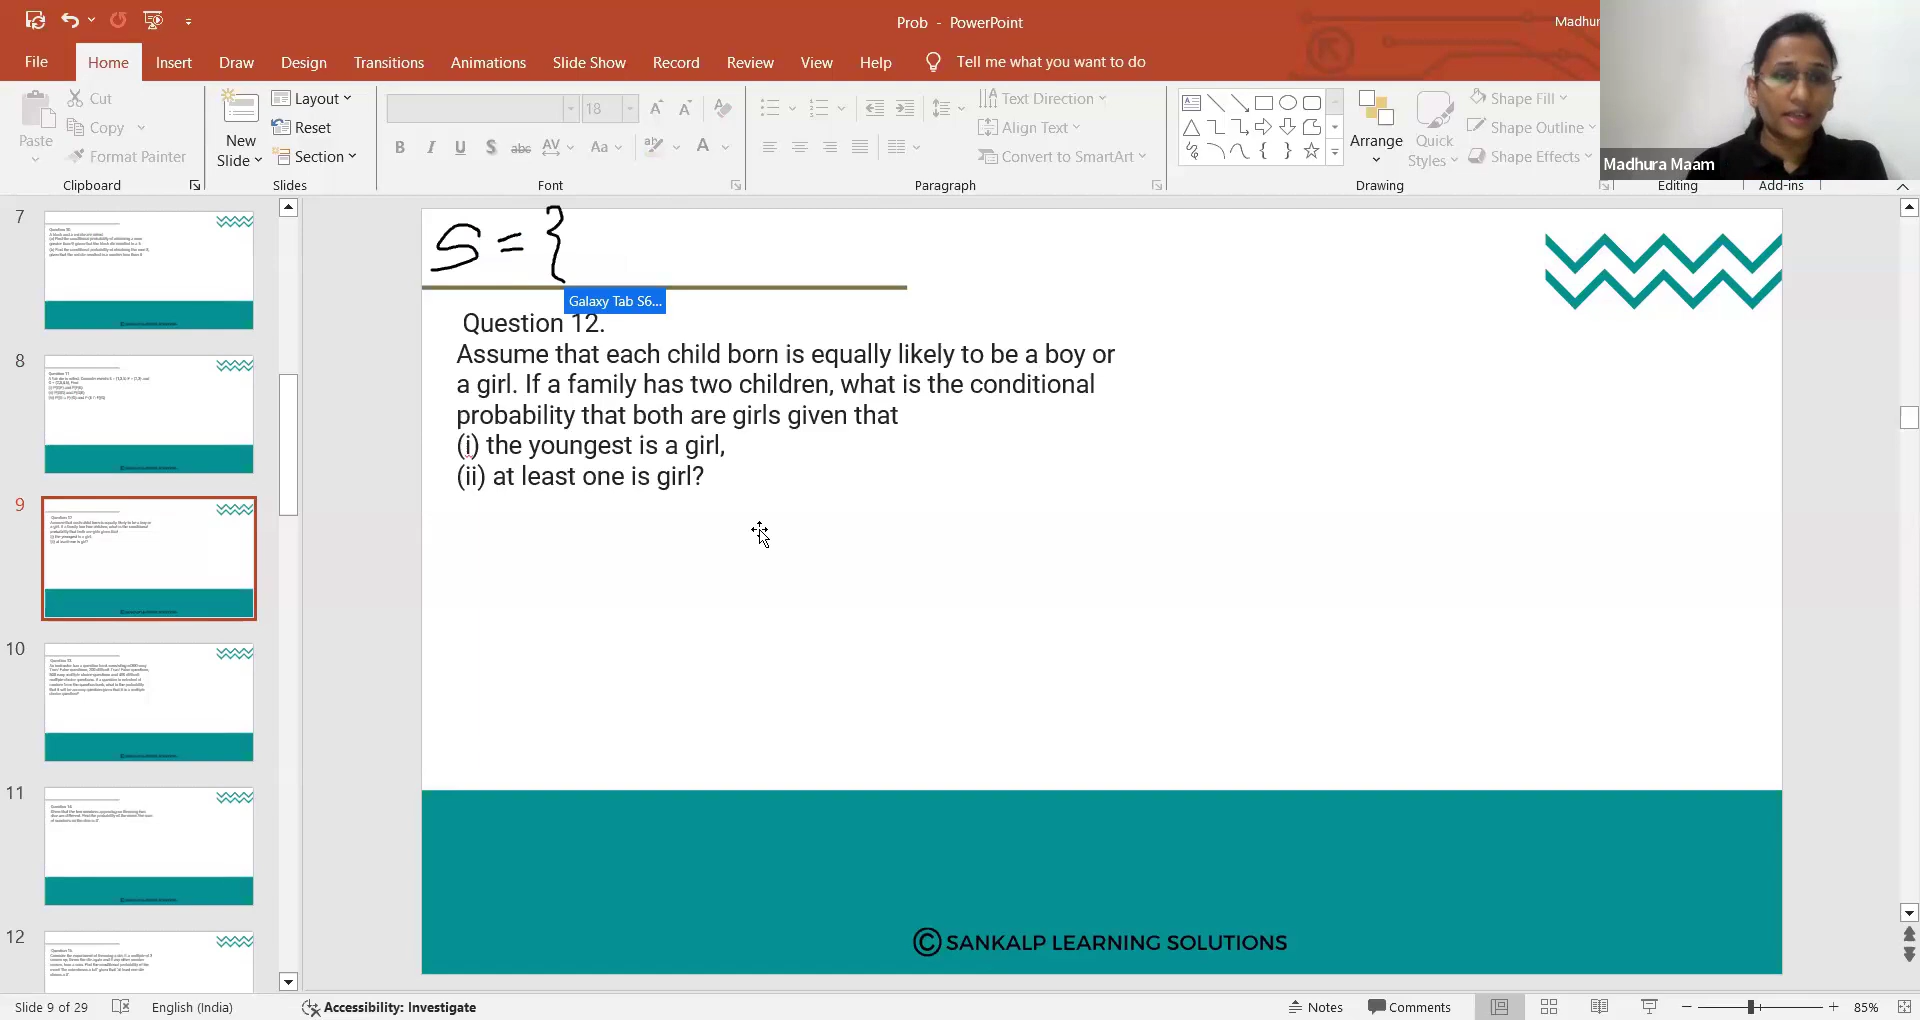 Prob - PowerPoint
Madhur
File Home Insert Draw Design Transitions Animations Slide Show Record Review View Help Tell me what you want to do
Paste
Cut
Copy
Format Painter
Clipboard
New
Slide
Layout
Reset
Section
Slides
18
B I U S abc AV Aa ab A
Font
Text Direction
Align Text
Convert to SmartArt
Paragraph
Arrange
Quick
Styles
Shape Fill
Shape Outline
Shape Effects
Drawing
Editing
Add-ins
Madhura Maam
7
8
9
10
11
12
S = {
Galaxy Tab S6...
Question 12.
Assume that each child born is equally likely to be a boy or
a girl. If a family has two children, what is the conditional
probability that both are girls given that
(i) the youngest is a girl,
(ii) at least one is girl?
© SANKALP LEARNING SOLUTIONS
Slide 9 of 29 English (India) Accessibility: Investigate Notes Comments 85%